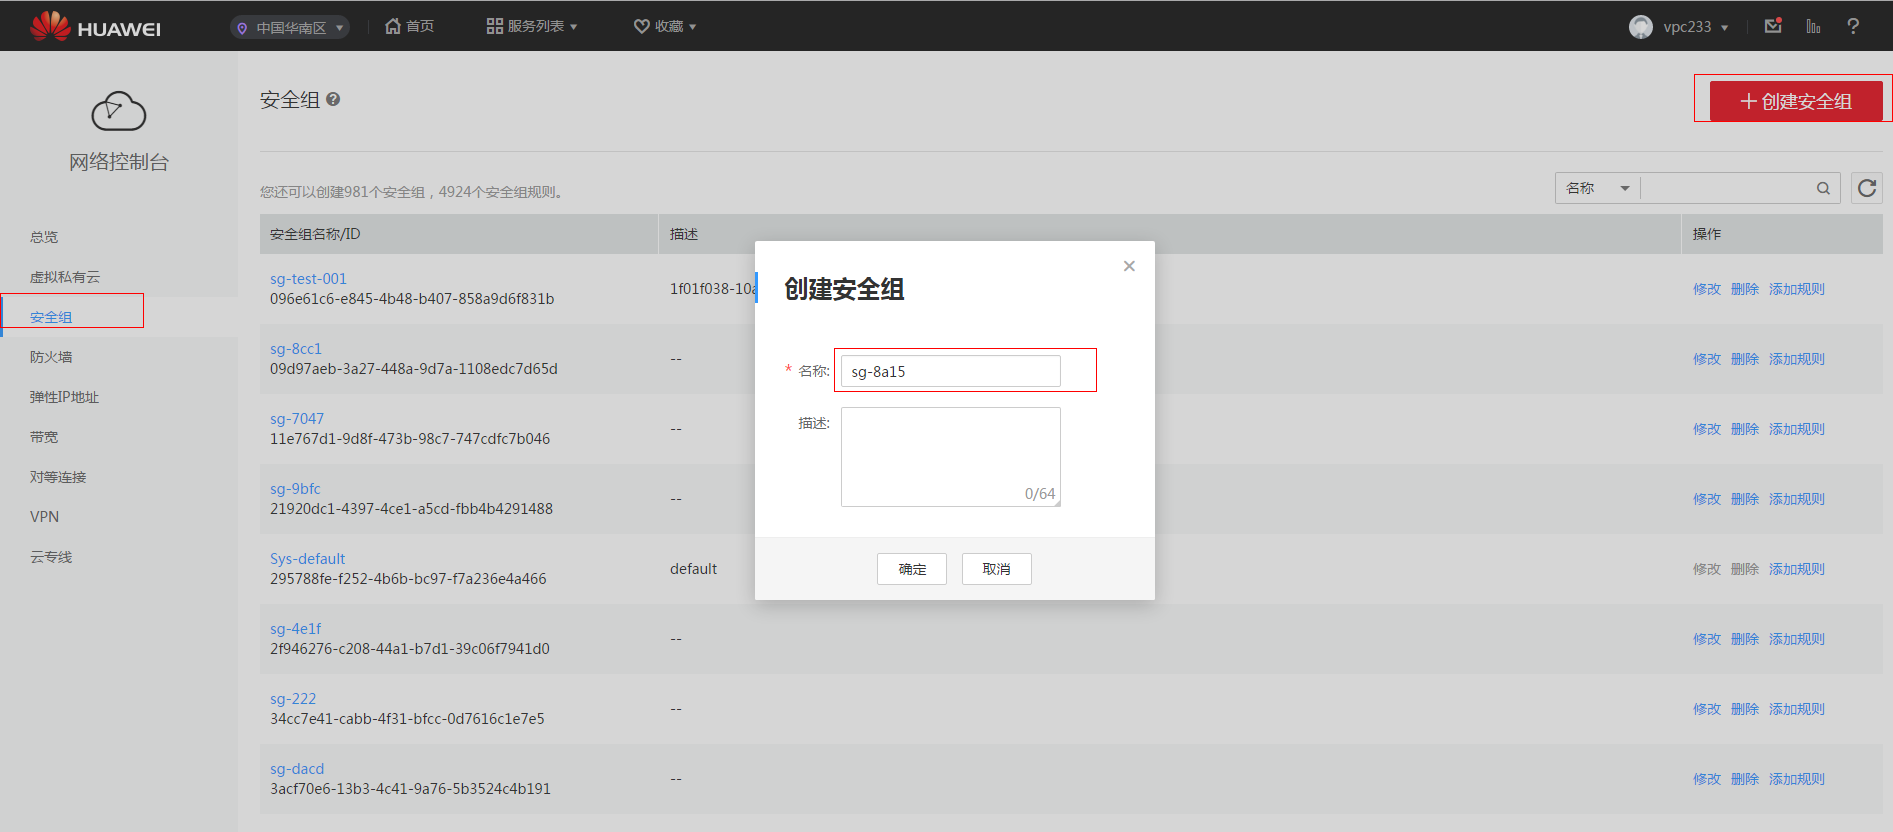 HUAWEI 中国华南区 首页 服务列表 收藏 vpc233 ?
网络控制台
总览
虚拟私有云
安全组
防火墙
弹性IP地址
带宽
对等连接
VPN
云专线
安全组 ?
+ 创建安全组
您还可以创建981个安全组，4924个安全组规则。
名称
安全组名称/ID 描述 操作
sg-test-001
096e61c6-e845-4b48-b407-858a9d6f831b
1f01f038-10a
修改 删除 添加规则
sg-8cc1
09d97aeb-3a27-448a-9d7a-1108edc7d65d
--
修改 删除 添加规则
sg-7047
11e767d1-9d8f-473b-98c7-747cdfc7b046
--
修改 删除 添加规则
sg-9bfc
21920dc1-4397-4ce1-a5cd-fbb4b4291488
--
修改 删除 添加规则
Sys-default
295788fe-f252-4b6b-bc97-f7a236e4a466
default
修改 删除 添加规则
sg-4e1f
2f946276-c208-44a1-b7d1-39c06f7941d0
--
修改 删除 添加规则
sg-222
34cc7e41-cabb-4f31-bfcc-0d7616c1e7e5
--
修改 删除 添加规则
sg-dacd
3acf70e6-13b3-4c41-9a76-5b3524c4b191
--
修改 删除 添加规则
创建安全组
* 名称: sg-8a15
描述:
0/64
确定 取消